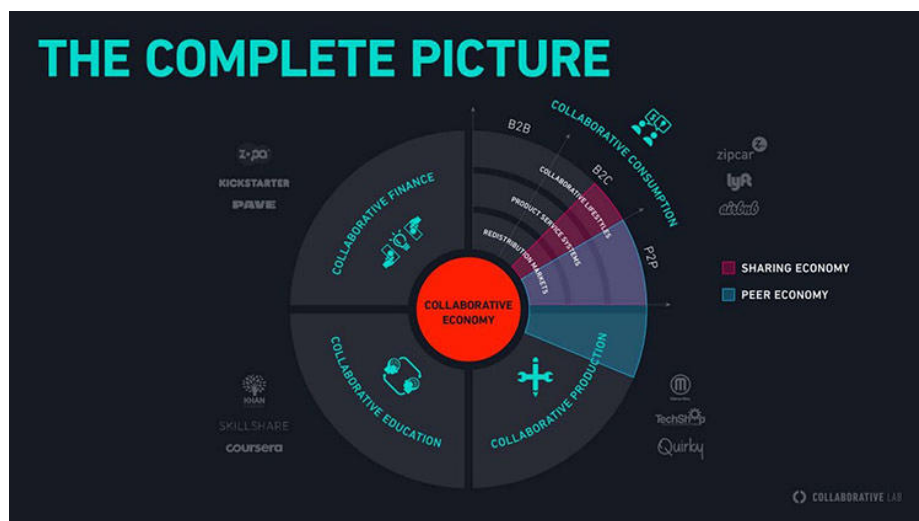 THE COMPLETE PICTURE
COLLABORATIVE CONSUMPTION
B2B
B2C
P2P
COLLABORATIVE LIFESTYLES
PRODUCT SERVICE SYSTEMS
REDISTRIBUTION MARKETS
COLLABORATIVE FINANCE
COLLABORATIVE
ECONOMY
COLLABORATIVE EDUCATION
COLLABORATIVE PRODUCTION
ZOPA
KICKSTARTER
PAVE
zipcar
lyft
airbnb
SHARING ECONOMY
PEER ECONOMY
KHAN
SKILLSHARE
coursera
TechShop
Quirky
COLLABORATIVE LAB